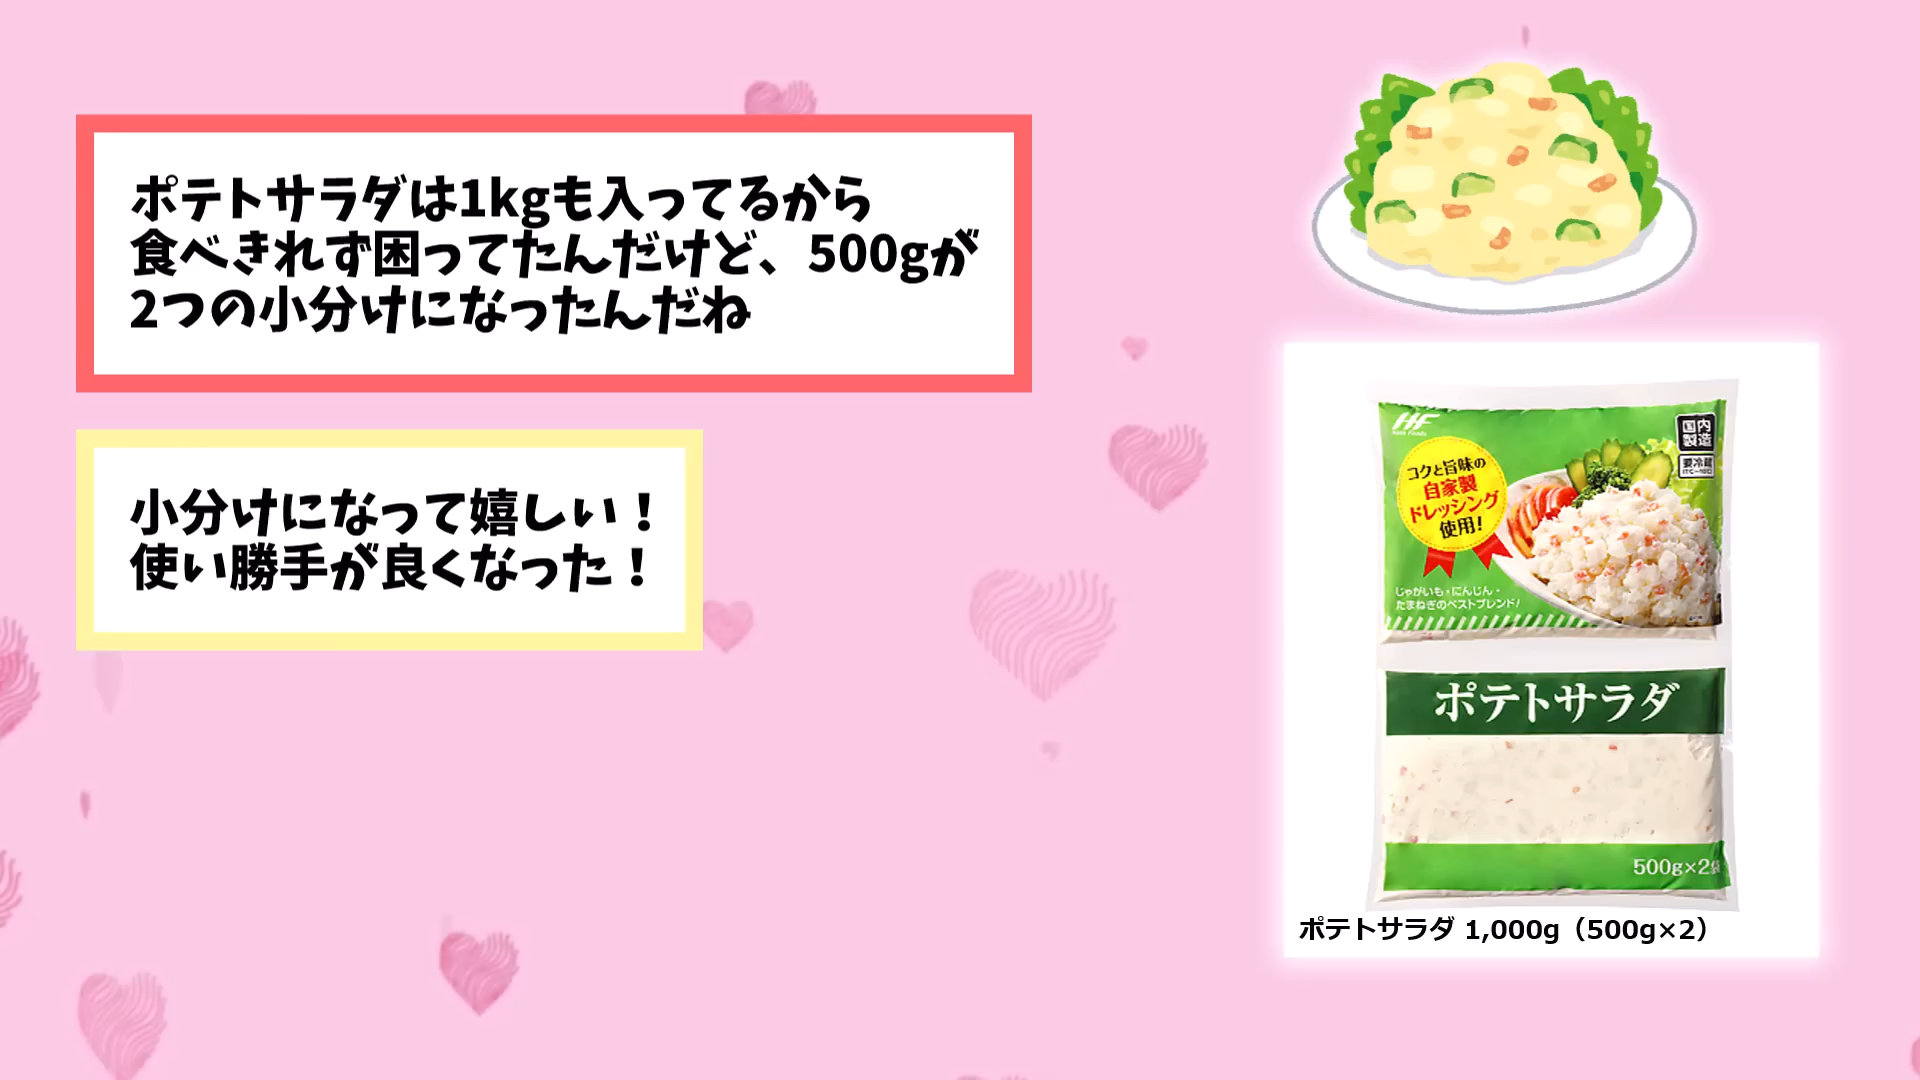 ポテトサラダは1kgも入ってるから
食べきれず困ってたんだけど、500gが
2つの小分けになったんだね
小分けになって嬉しい！
使い勝手が良くなった！
HF
国内
製造
要冷蔵
コクと旨味の
自家製
ドレッシング
使用!
じゃがいも・にんじん・
たまねぎのベストブレンド!
ポテトサラダ
500g×2袋
ポテトサラダ 1,000g（500g×2）